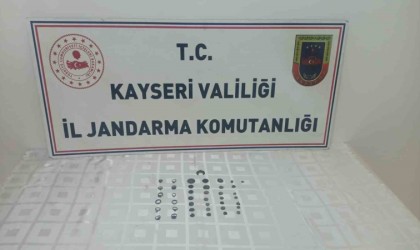 T.C.
KAYSERİ VALİLİĞİ
İL JANDARMA KOMUTANLIĞI